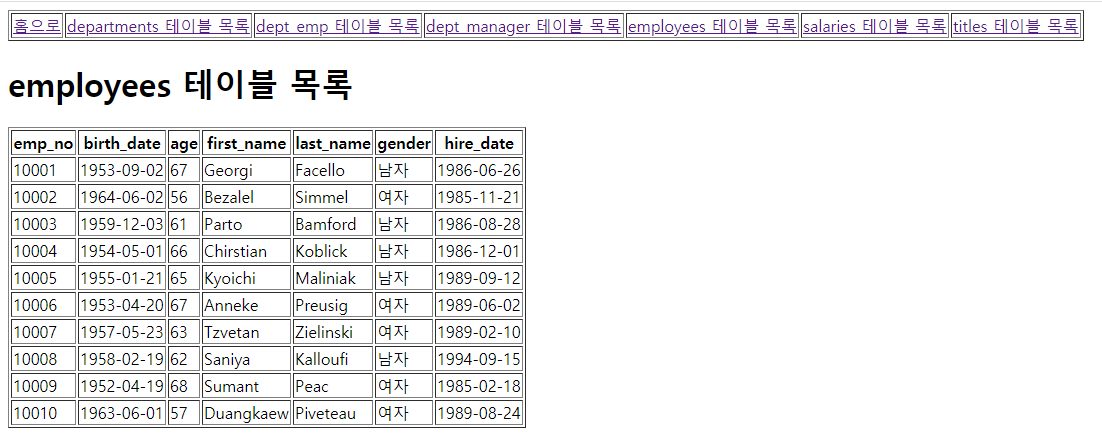 홈으로 departments 테이블 목록 dept emp 테이블 목록 dept manager 테이블 목록 employees 테이블 목록 salaries 테이블 목록 titles 테이블 목록
employees 테이블 목록
emp_no birth_date age first_name last_name gender hire_date
10001 1953-09-02 67 Georgi Facello 남자 1986-06-26
10002 1964-06-02 56 Bezalel Simmel 여자 1985-11-21
10003 1959-12-03 61 Parto Bamford 남자 1986-08-28
10004 1954-05-01 66 Chirstian Koblick 남자 1986-12-01
10005 1955-01-21 65 Kyoichi Maliniak 남자 1989-09-12
10006 1953-04-20 67 Anneke Preusig 여자 1989-06-02
10007 1957-05-23 63 Tzvetan Zielinski 여자 1989-02-10
10008 1958-02-19 62 Saniya Kalloufi 남자 1994-09-15
10009 1952-04-19 68 Sumant Peac 여자 1985-02-18
10010 1963-06-01 57 Duangkaew Piveteau 여자 1989-08-24